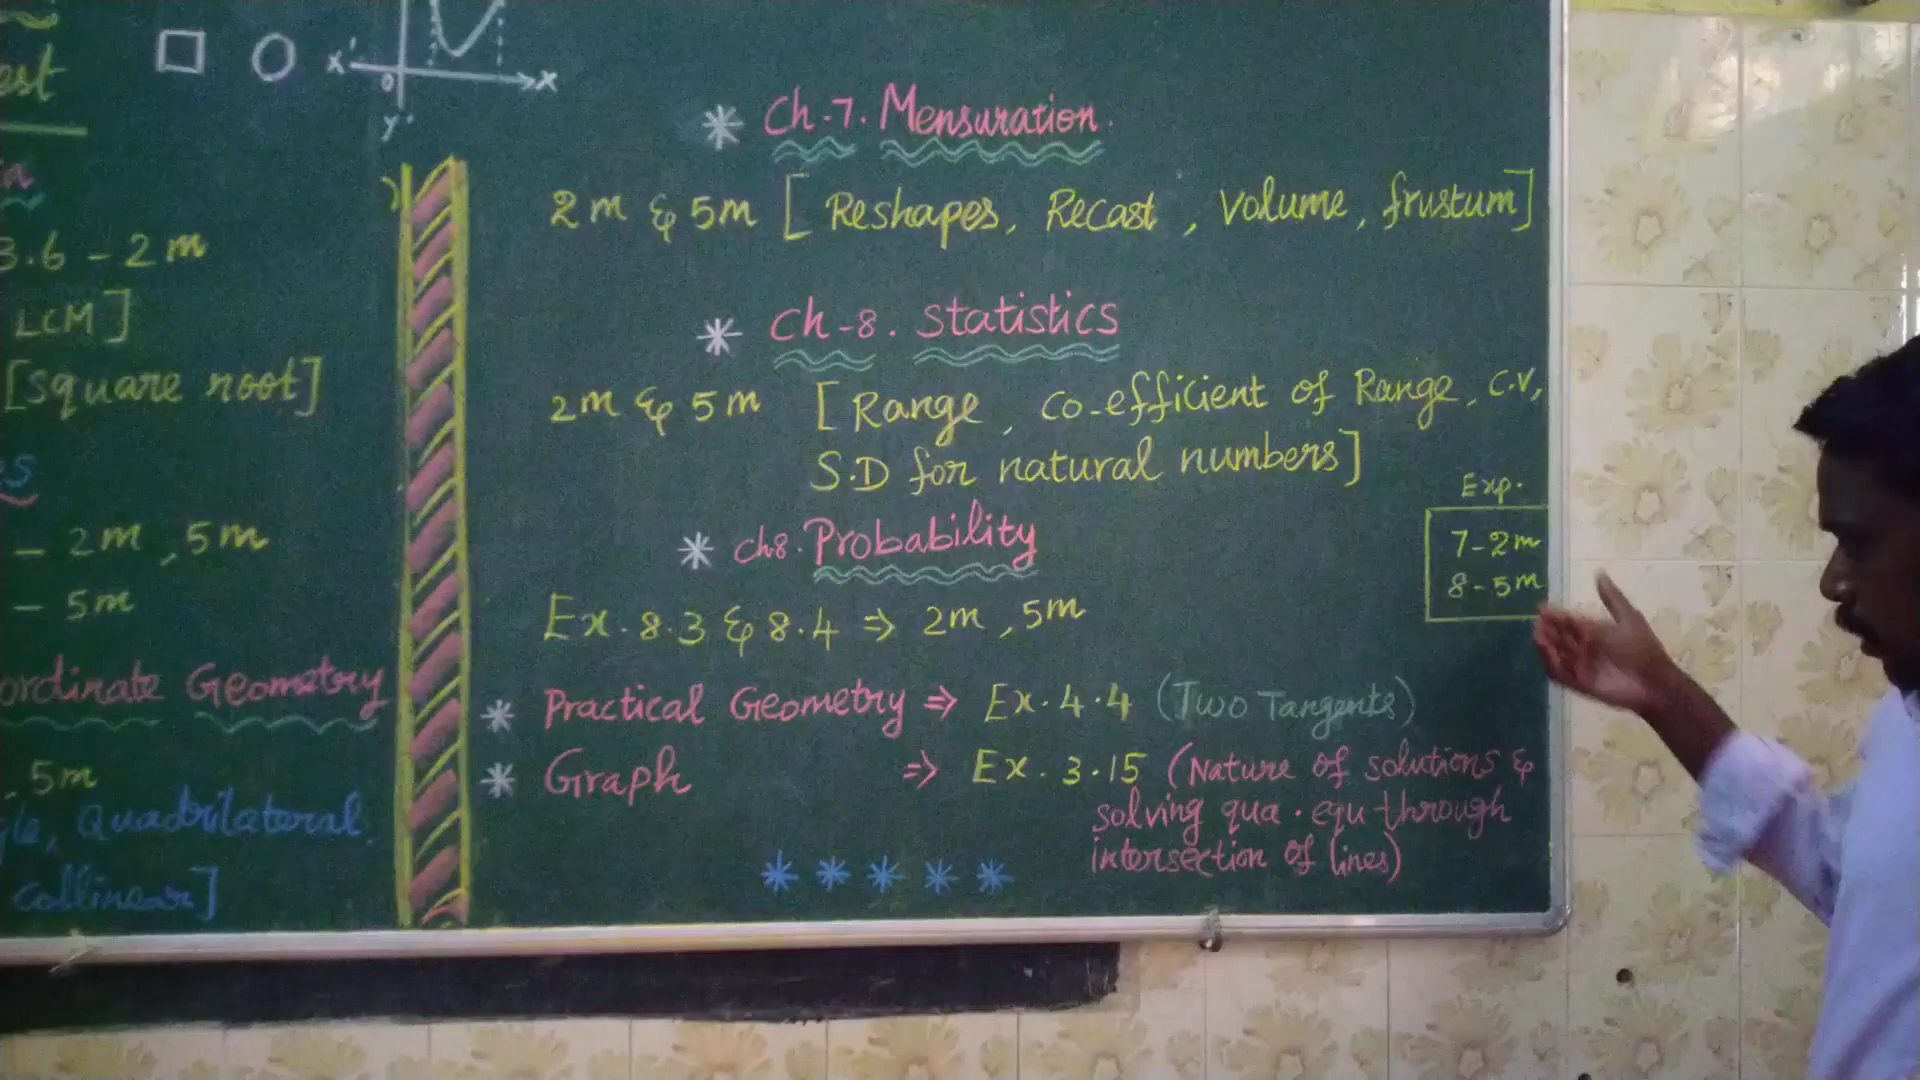 est
X' O X
Y'
3.6 - 2m
LCM]
[Square root]
- 2m, 5m
- 5m
ordinate Geometry
, 5m
Quadrilateral,
collinear]
* Ch.7. Mensuration.
2m & 5m [Reshapes, Recast, Volume, frustum]
* Ch-8. Statistics
2m & 5m [Range, Co-efficient of Range, C.V,
S.D for natural numbers]
* Ch8. Probability
Ex. 8.3 & 8.4 ⇒ 2m, 5m
Exp.
7-2m
8-5m
* Practical Geometry ⇒ Ex. 4.4 (Two Tangents)
* Graph ⇒ Ex. 3.15 (Nature of solutions &
solving qua. equ through
intersection of lines)
* * * * *